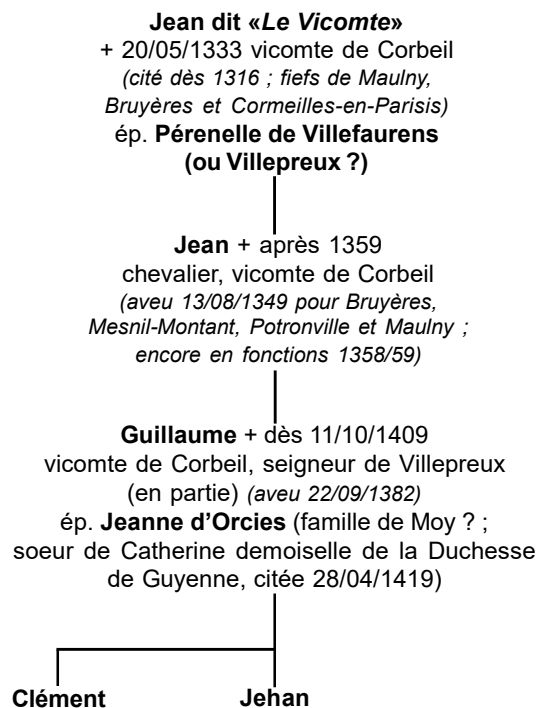 Jean dit «Le Vicomte»
+ 20/05/1333 vicomte de Corbeil
(cité dès 1316 ; fiefs de Maulny,
Bruyères et Cormeilles-en-Parisis)
ép. Pérenelle de Villefaurens
(ou Villepreux ?)
Jean + après 1359
chevalier, vicomte de Corbeil
(aveu 13/08/1349 pour Bruyères,
Mesnil-Montant, Potronville et Maulny ;
encore en fonctions 1358/59)
Guillaume + dès 11/10/1409
vicomte de Corbeil, seigneur de Villepreux
(en partie) (aveu 22/09/1382)
ép. Jeanne d'Orcies (famille de Moy ? ;
soeur de Catherine demoiselle de la Duchesse
de Guyenne, citée 28/04/1419)
Clément Jehan